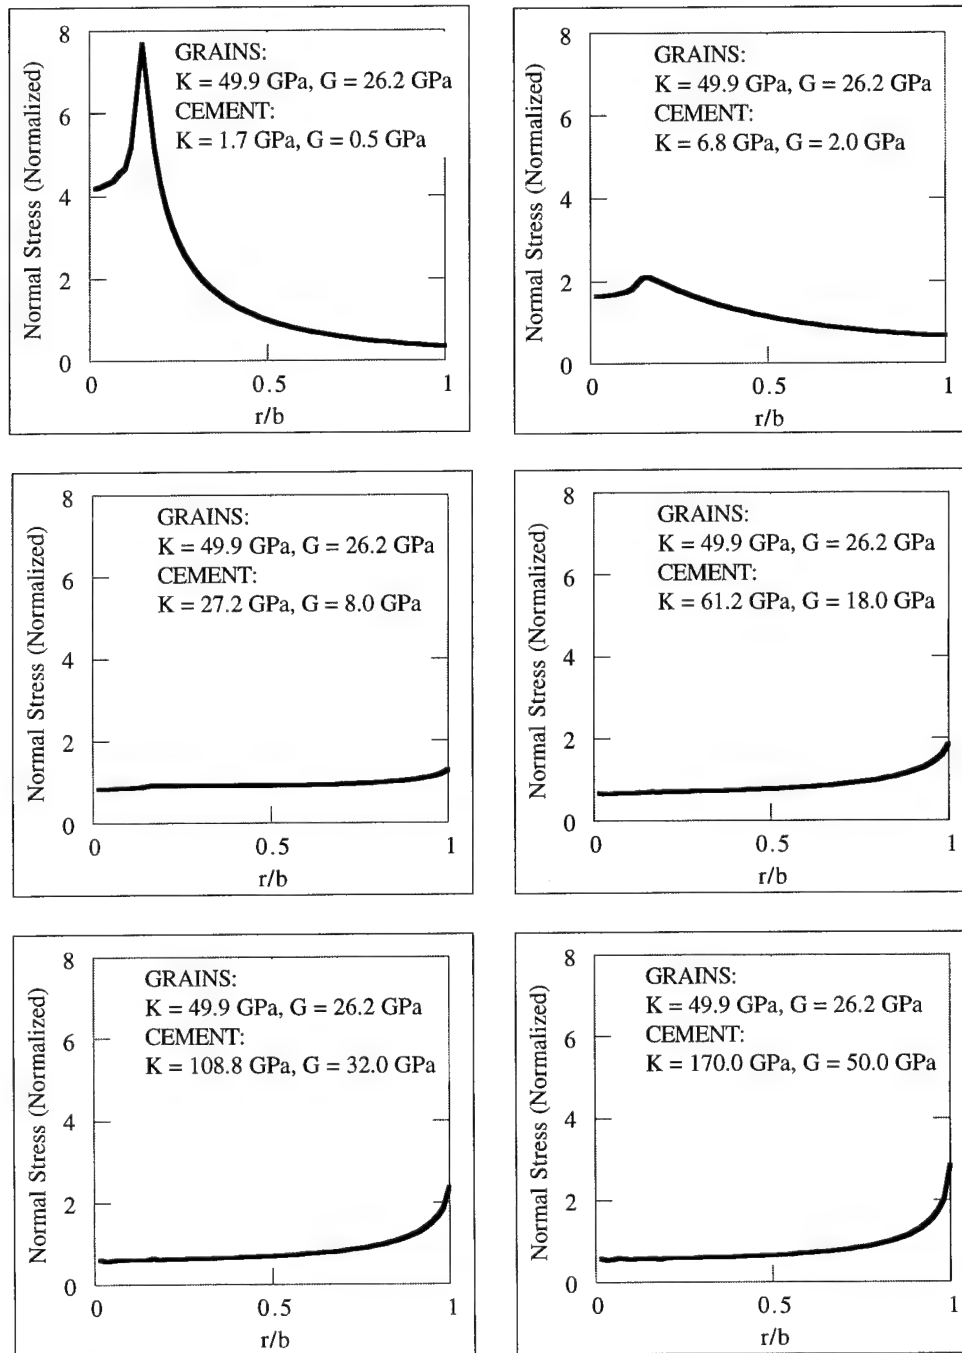 Normal Stress (Normalized)
8
6
4
2
0
GRAINS:
K = 49.9 GPa, G = 26.2 GPa
CEMENT:
K = 1.7 GPa, G = 0.5 GPa
0
0.5
1
r/b
Normal Stress (Normalized)
8
6
4
2
0
GRAINS:
K = 49.9 GPa, G = 26.2 GPa
CEMENT:
K = 6.8 GPa, G = 2.0 GPa
0
0.5
1
r/b
Normal Stress (Normalized)
8
6
4
2
0
GRAINS:
K = 49.9 GPa, G = 26.2 GPa
CEMENT:
K = 27.2 GPa, G = 8.0 GPa
0
0.5
1
r/b
Normal Stress (Normalized)
8
6
4
2
0
GRAINS:
K = 49.9 GPa, G = 26.2 GPa
CEMENT:
K = 61.2 GPa, G = 18.0 GPa
0
0.5
1
r/b
Normal Stress (Normalized)
8
6
4
2
0
GRAINS:
K = 49.9 GPa, G = 26.2 GPa
CEMENT:
K = 108.8 GPa, G = 32.0 GPa
0
0.5
1
r/b
Normal Stress (Normalized)
8
6
4
2
0
GRAINS:
K = 49.9 GPa, G = 26.2 GPa
CEMENT:
K = 170.0 GPa, G = 50.0 GPa
0
0.5
1
r/b